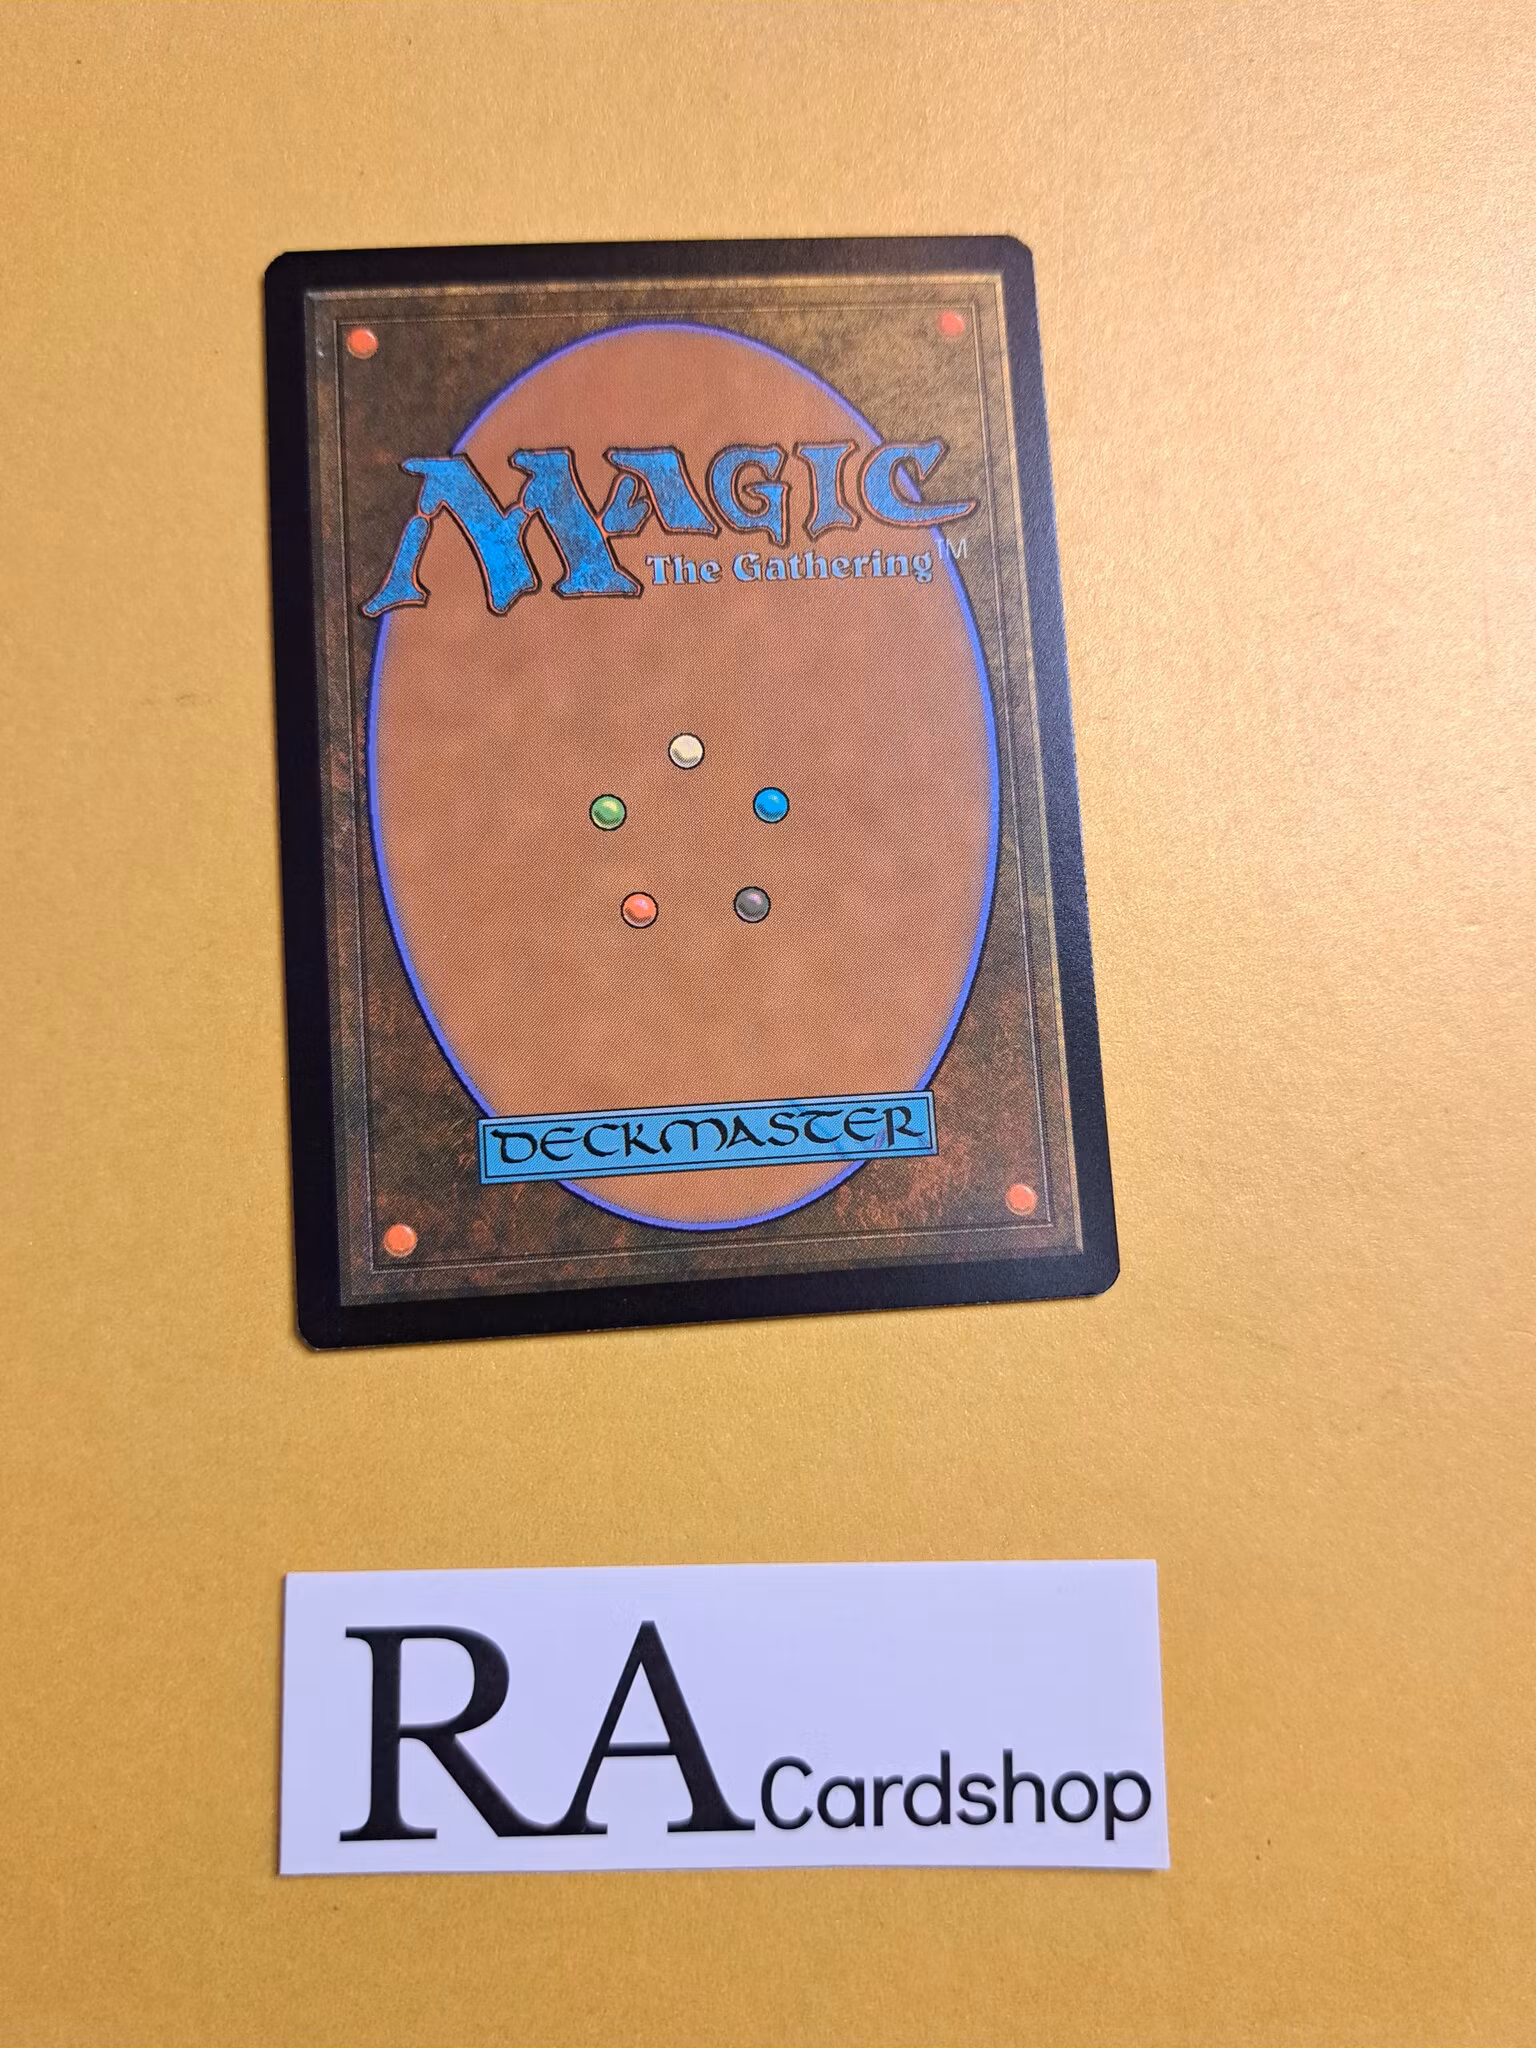 MAGIC
The Gathering™
DECKMASTER
RA Cardshop